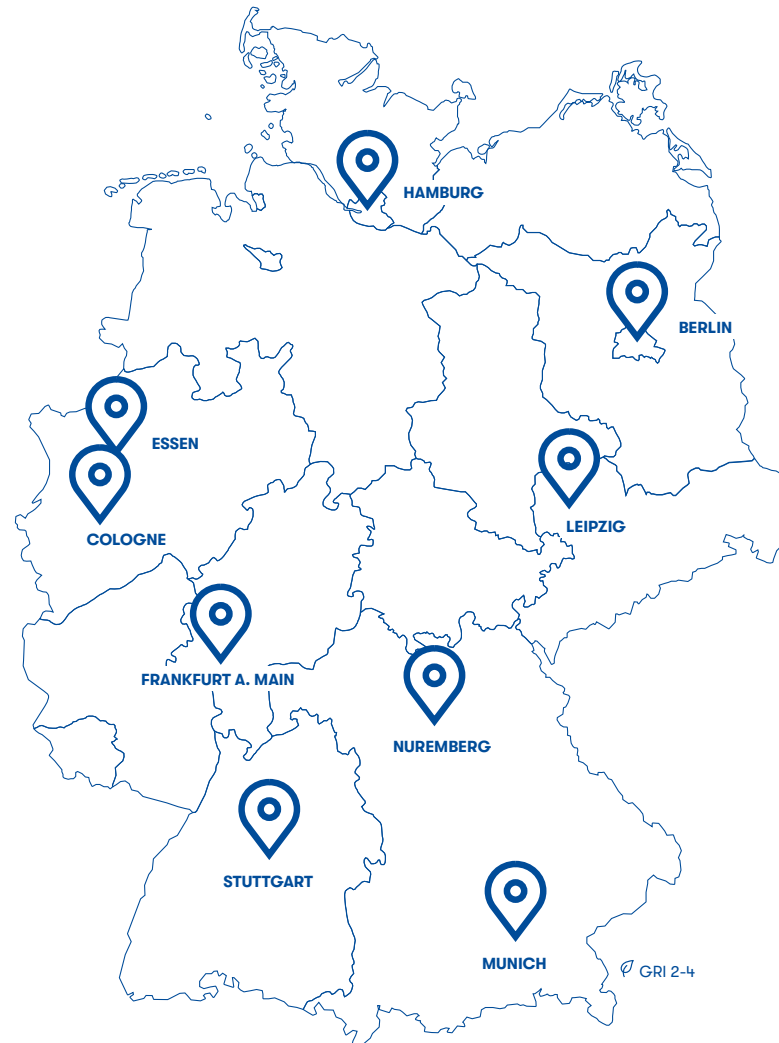 HAMBURG
BERLIN
ESSEN
LEIPZIG
COLOGNE
FRANKFURT A. MAIN
NUREMBERG
STUTTGART
MUNICH
GRI 2-4